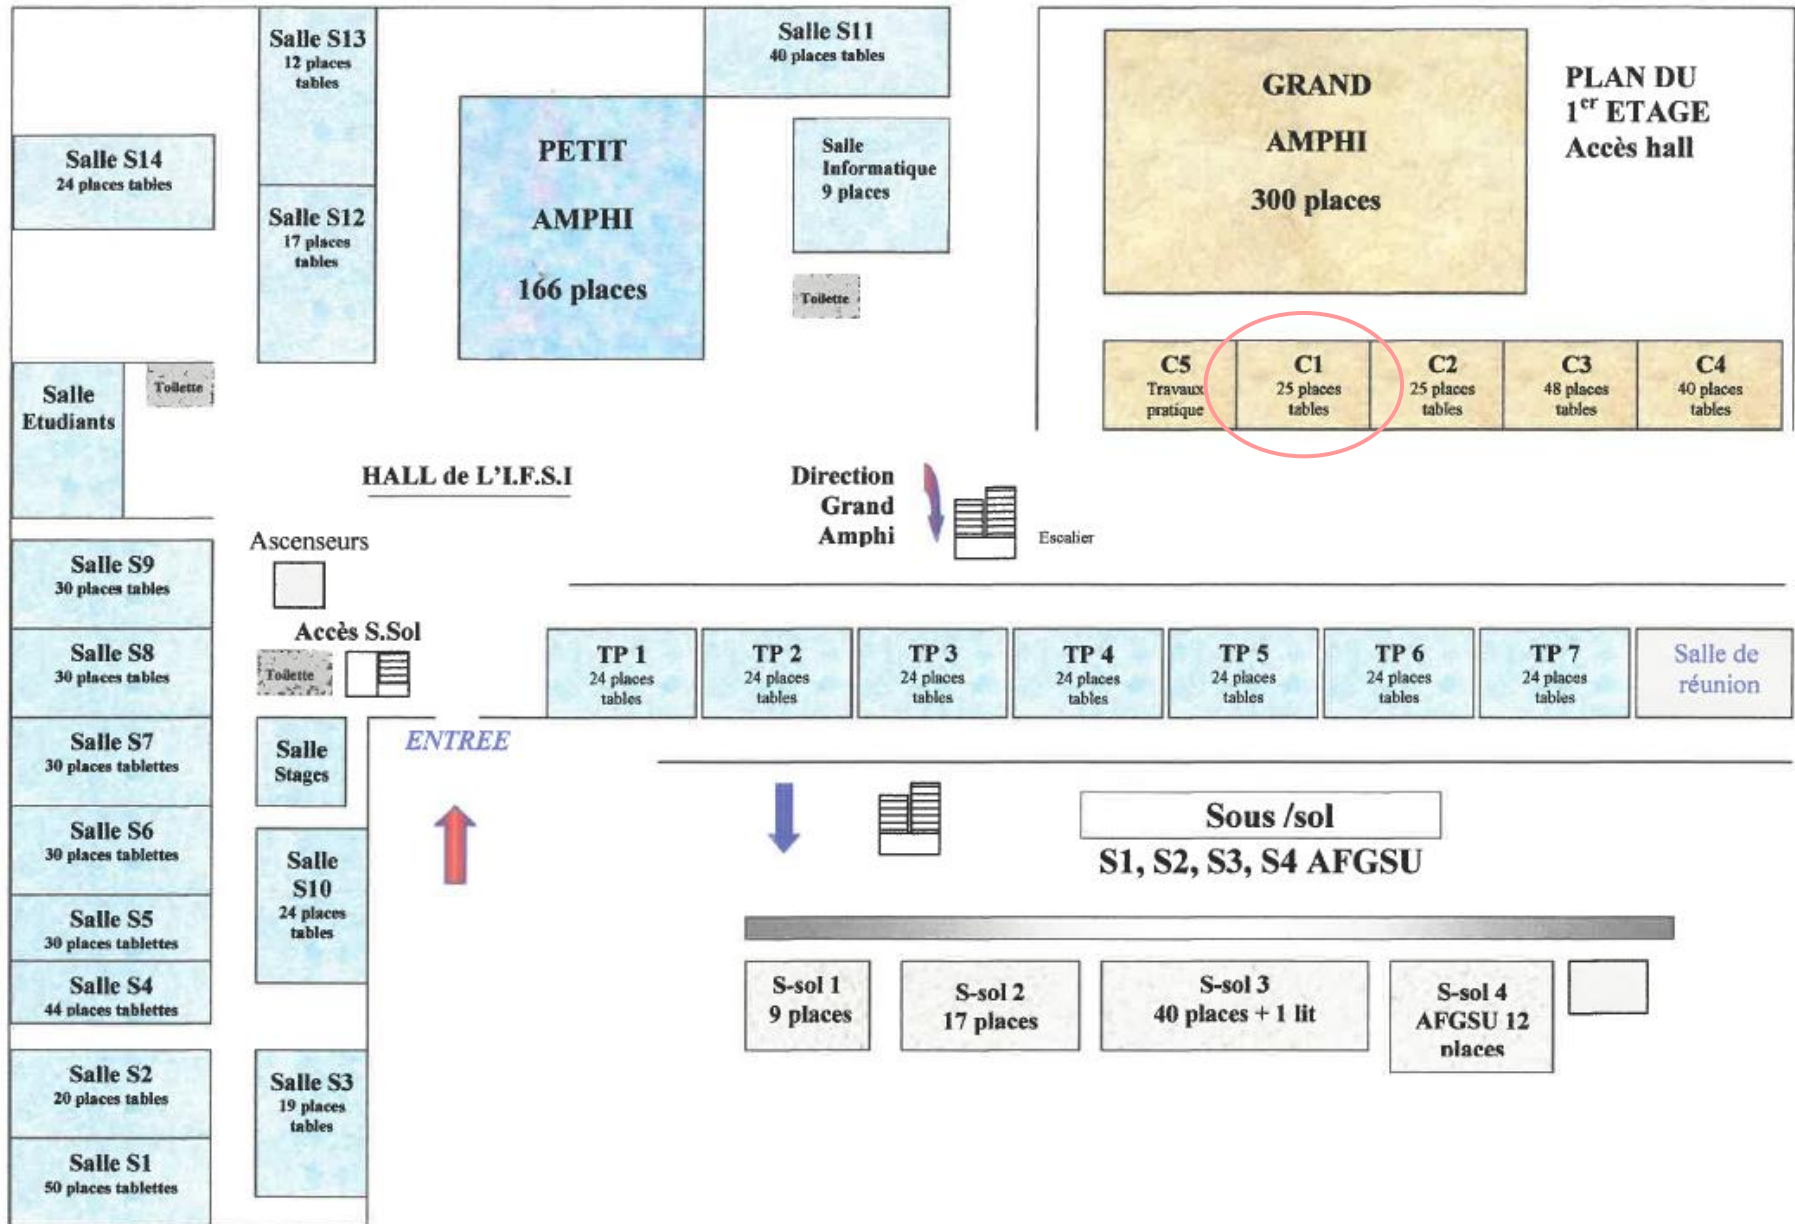 Salle S13
12 places
tables
Salle S11
40 places tables
GRAND
AMPHI
300 places
PLAN DU
1er ETAGE
Accès hall
Salle S14
24 places tables
PETIT
AMPHI
166 places
Salle
Informatique
9 places
Salle S12
17 places
tables
Toilette
C5
Travaux
pratique
C1
25 places
tables
C2
25 places
tables
C3
48 places
tables
C4
40 places
tables
Salle
Etudiants
Toilette
HALL de L'I.F.S.I
Direction
Grand
Amphi
Escalier
Ascenseurs
Salle S9
30 places tables
Accès S.Sol
Toilette
Salle S8
30 places tables
TP 1
24 places
tables
TP 2
24 places
tables
TP 3
24 places
tables
TP 4
24 places
tables
TP 5
24 places
tables
TP 6
24 places
tables
TP 7
24 places
tables
Salle de
réunion
Salle S7
30 places tablettes
Salle
Stages
ENTREE
Salle S6
30 places tablettes
Sous /sol
S1, S2, S3, S4 AFGSU
Salle
S10
24 places
tables
Salle S5
30 places tablettes
Salle S4
44 places tablettes
S-sol 1
9 places
S-sol 2
17 places
S-sol 3
40 places + 1 lit
S-sol 4
AFGSU 12
places
Salle S2
20 places tables
Salle S3
19 places
tables
Salle S1
50 places tablettes